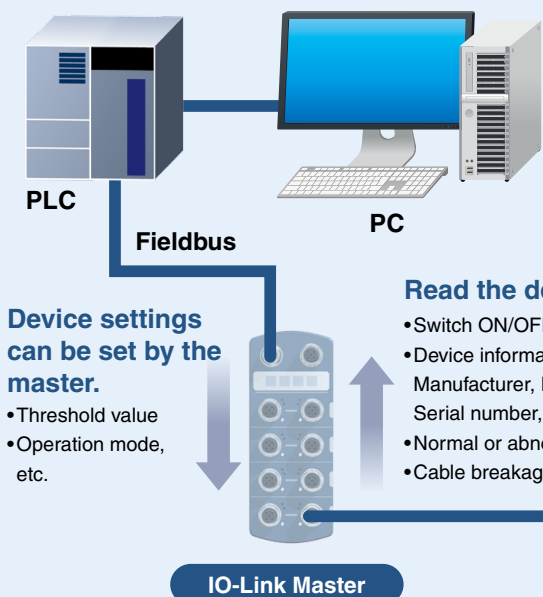 PLC
PC
Fieldbus
Device settings
can be set by the
master.
•Threshold value
•Operation mode,
etc.
Read the
•Switch ON/OF
•Device informa
Manufacturer,
Serial number,
•Normal or abn
•Cable breakag
IO-Link Master